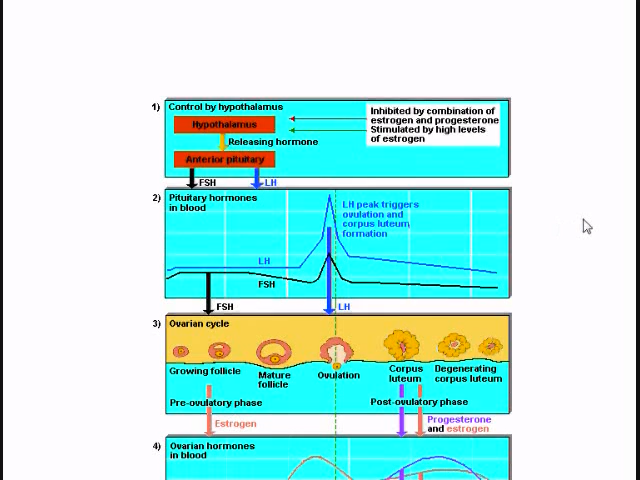 1) Control by hypothalamus
Hypothalamus
Inhibited by combination of
estrogen and progesterone
Stimulated by high levels
of estrogen
Releasing hormone
Anterior pituitary
FSH
LH
2) Pituitary hormones
in blood
LH peak triggers
ovulation and
corpus luteum
formation
LH
FSH
FSH
LH
3) Ovarian cycle
Growing follicle
Mature
follicle
Ovulation
Corpus
luteum
Degenerating
corpus luteum
Pre-ovulatory phase
Post-ovulatory phase
Estrogen
Progesterone
and estrogen
4) Ovarian hormones
in blood